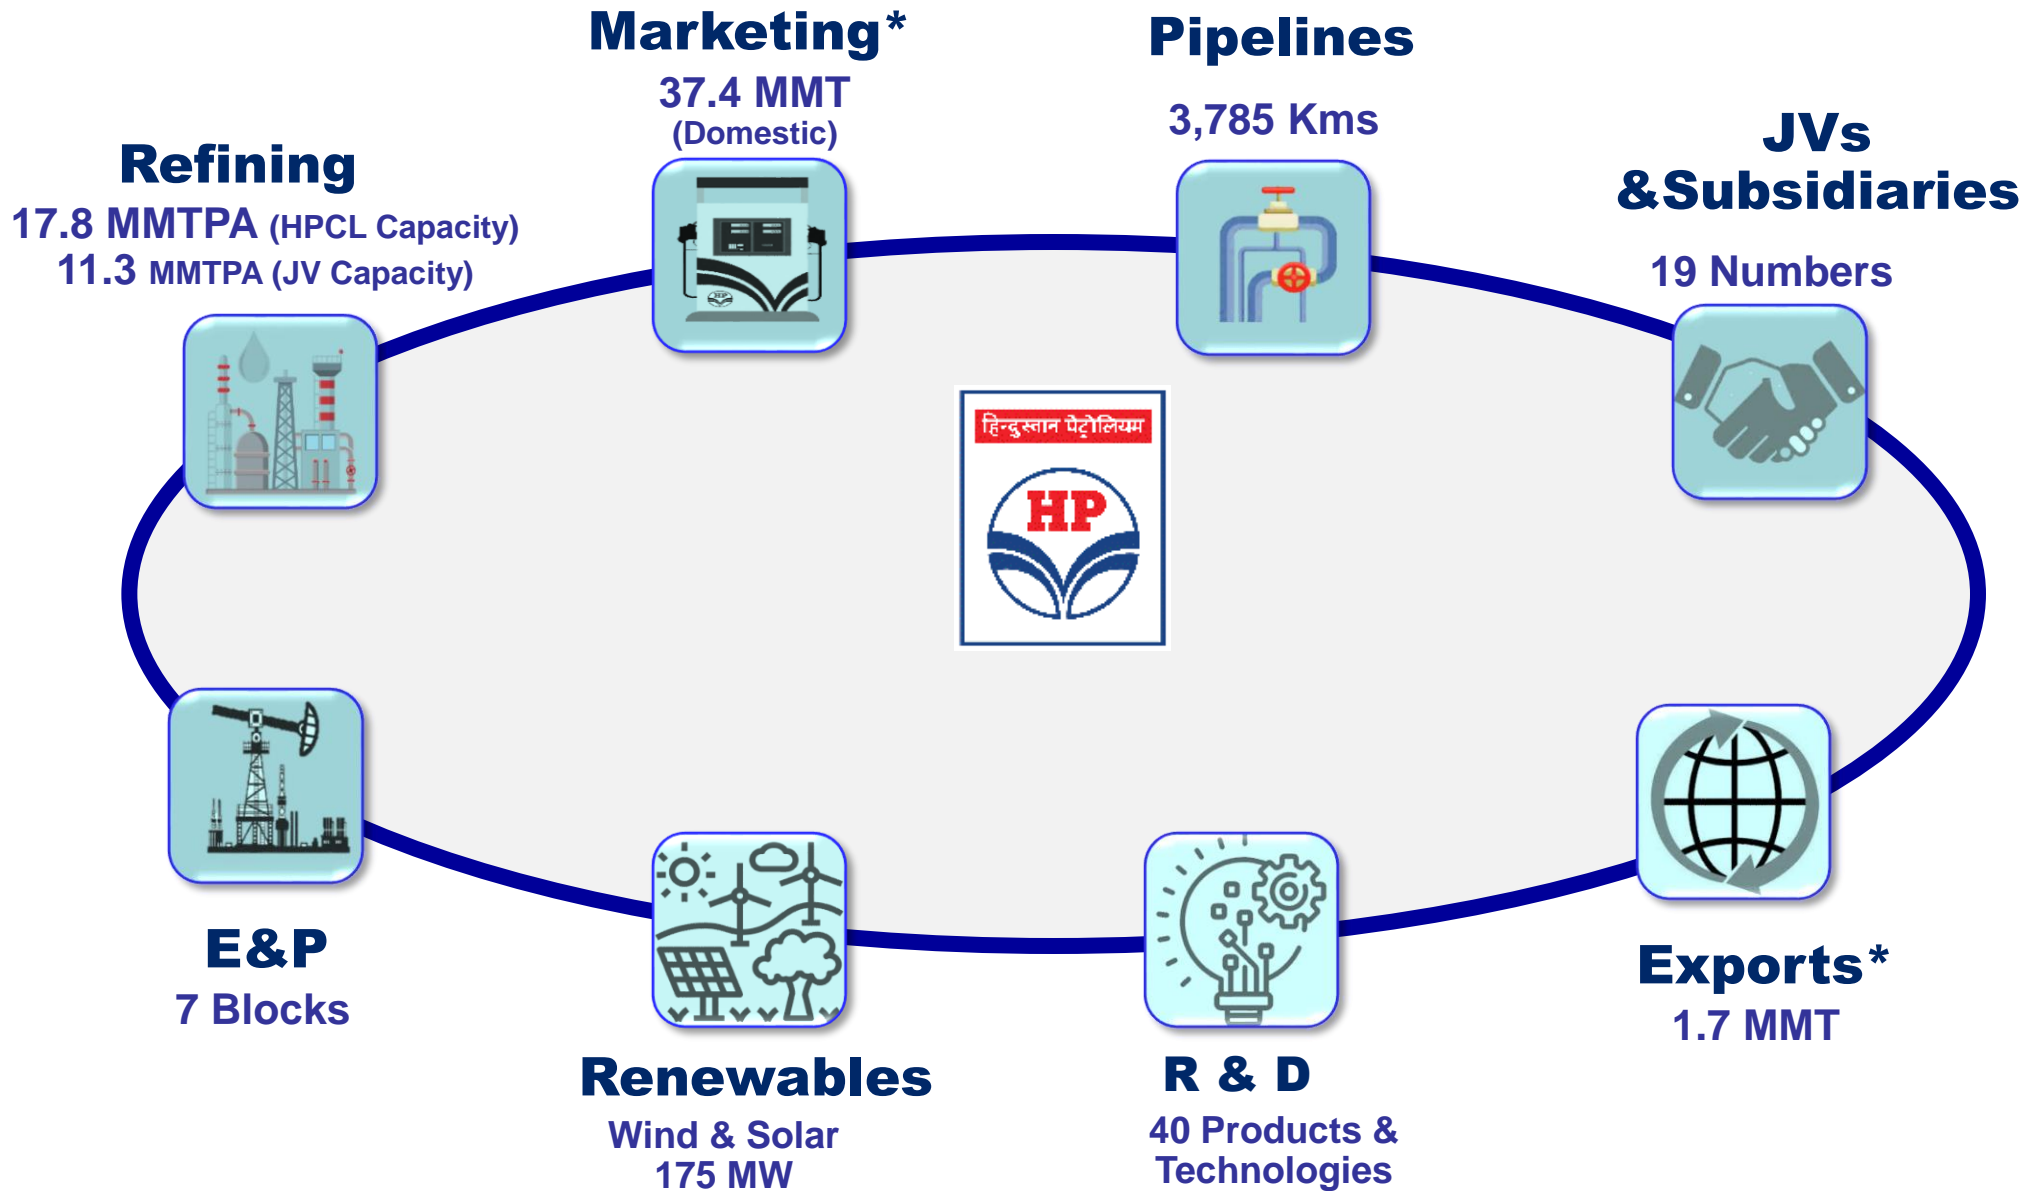 Marketing*
37.4 MMT
(Domestic)
Pipelines
3,785 Kms
JVs
&Subsidiaries
19 Numbers
Refining
17.8 MMTPA (HPCL Capacity)
11.3 MMTPA (JV Capacity)
HP
हिन्दुस्तान पेट्रोलियम
HP
E&P
7 Blocks
Renewables
Wind & Solar
175 MW
R & D
40 Products &
Technologies
Exports*
1.7 MMT